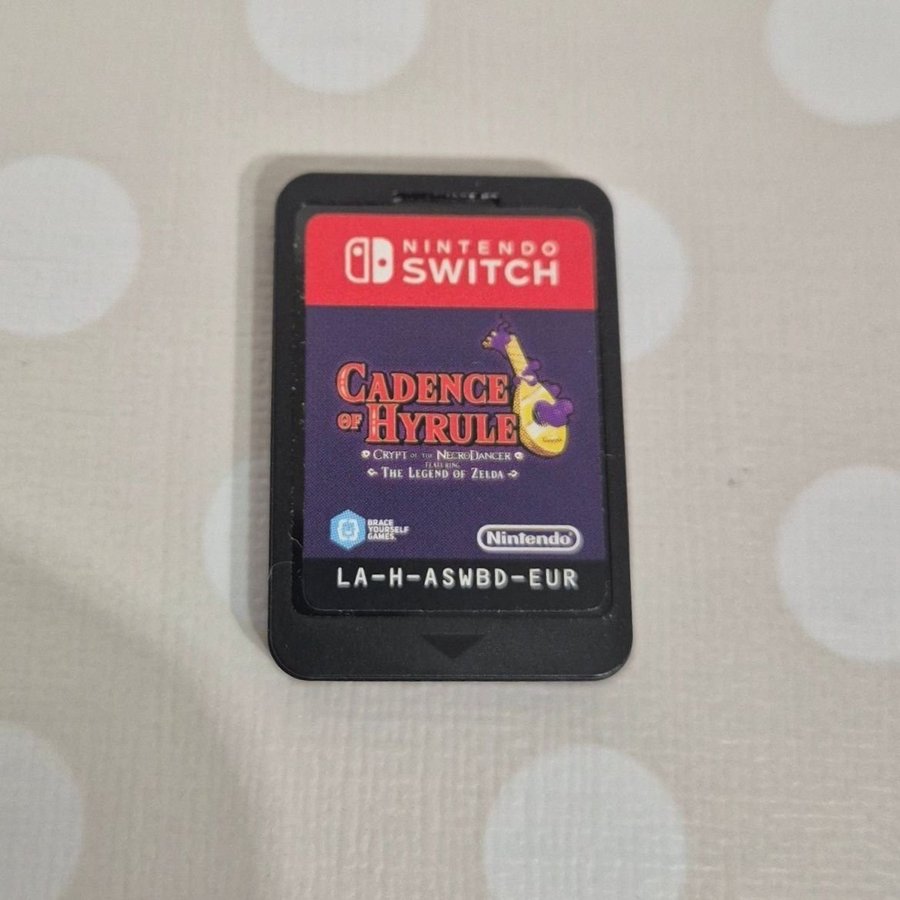 NINTENDO
SWITCH
CADENCE
OF HYRULE
CRYPT OF THE NECRODANCER
FEATURING
THE LEGEND OF ZELDA
BRACE
YOURSELF
GAMES.
Nintendo
LA-H-ASWBD-EUR